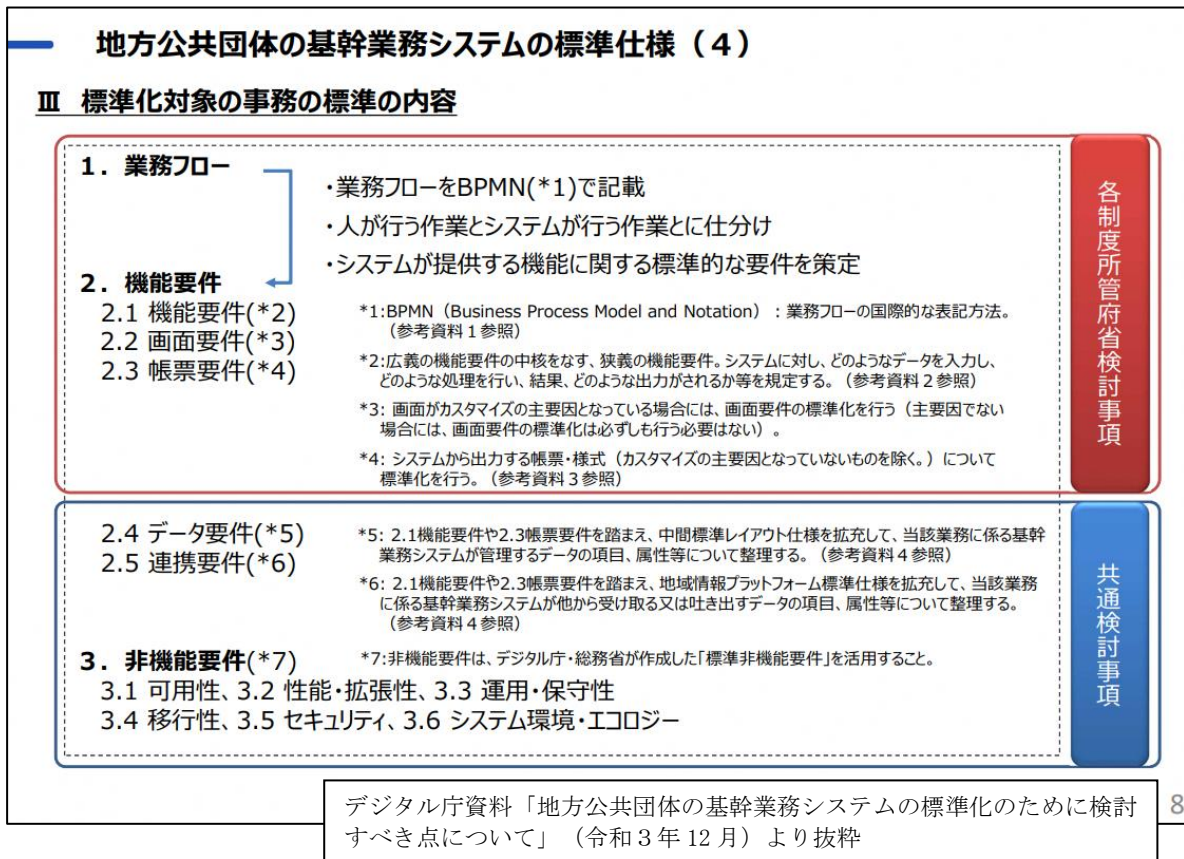 地方公共団体の基幹業務システムの標準仕様（４）
Ⅲ 標準化対象の事務の標準の内容
１．業務フロー
・業務フローをBPMN(*1)で記載
・人が行う作業とシステムが行う作業とに仕分け
・システムが提供する機能に関する標準的な要件を策定
２．機能要件
2.1 機能要件(*2)
2.2 画面要件(*3)
2.3 帳票要件(*4)
*1:BPMN（Business Process Model and Notation）：業務フローの国際的な表記方法。
（参考資料１参照）
*2:広義の機能要件の中核をなす、狭義の機能要件。システムに対し、どのようなデータを入力し、
どのような処理を行い、結果、どのような出力がされるか等を規定する。（参考資料２参照）
*3: 画面がカスタマイズの主要因となっている場合には、画面要件の標準化を行う（主要因でない
場合には、画面要件の標準化は必ずしも行う必要はない）。
*4: システムから出力する帳票・様式（カスタマイズの主要因となっていないものを除く。）について
標準化を行う。（参考資料３参照）
各制度所管府省検討事項
2.4 データ要件(*5)
2.5 連携要件(*6)
*5: 2.1機能要件や2.3帳票要件を踏まえ、中間標準レイアウト仕様を拡充して、当該業務に係る基幹
業務システムが管理するデータの項目、属性等について整理する。（参考資料４参照）
*6: 2.1機能要件や2.3帳票要件を踏まえ、地域情報プラットフォーム標準仕様を拡充して、当該業務
に係る基幹業務システムが他から受け取る又は吐き出すデータの項目、属性等について整理する。
（参考資料４参照）
３．非機能要件(*7)
*7:非機能要件は、デジタル庁・総務省が作成した「標準非機能要件」を活用すること。
3.1 可用性、3.2 性能・拡張性、3.3 運用・保守性
3.4 移行性、3.5 セキュリティ、3.6 システム環境・エコロジー
共通検討事項
デジタル庁資料「地方公共団体の基幹業務システムの標準化のために検討
すべき点について」（令和３年 12 月）より抜粋
8